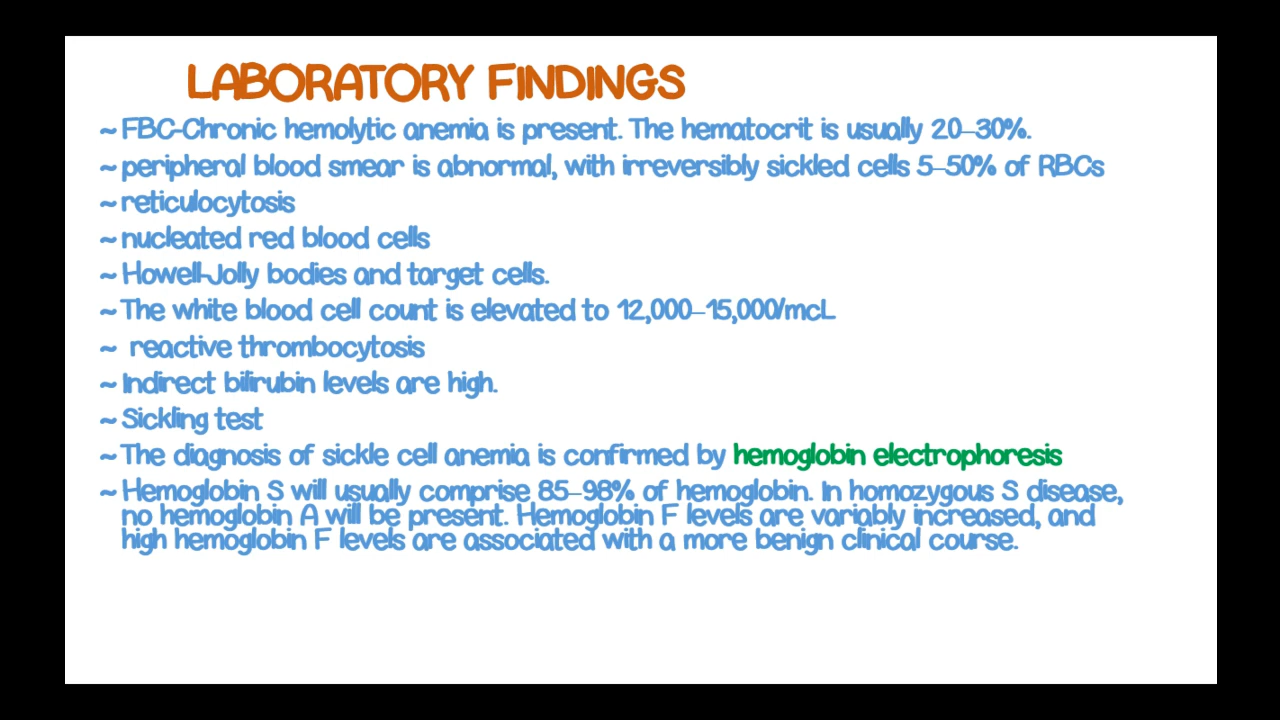 LABORATORY FINDINGS
~ FBC-Chronic hemolytic anemia is present. The hematocrit is usually 20–30%.
~ peripheral blood smear is abnormal, with irreversibly sickled cells 5–50% of RBCs
~ reticulocytosis
~ nucleated red blood cells
~ Howell-Jolly bodies and target cells.
~ The white blood cell count is elevated to 12,000–15,000/mcL
~ reactive thrombocytosis
~ Indirect bilirubin levels are high.
~ Sickling test
~ The diagnosis of sickle cell anemia is confirmed by hemoglobin electrophoresis
~ Hemoglobin S will usually comprise 85–98% of hemoglobin. In homozygous S disease,
no hemoglobin A will be present. Hemoglobin F levels are variably increased, and
high hemoglobin F levels are associated with a more benign clinical course.